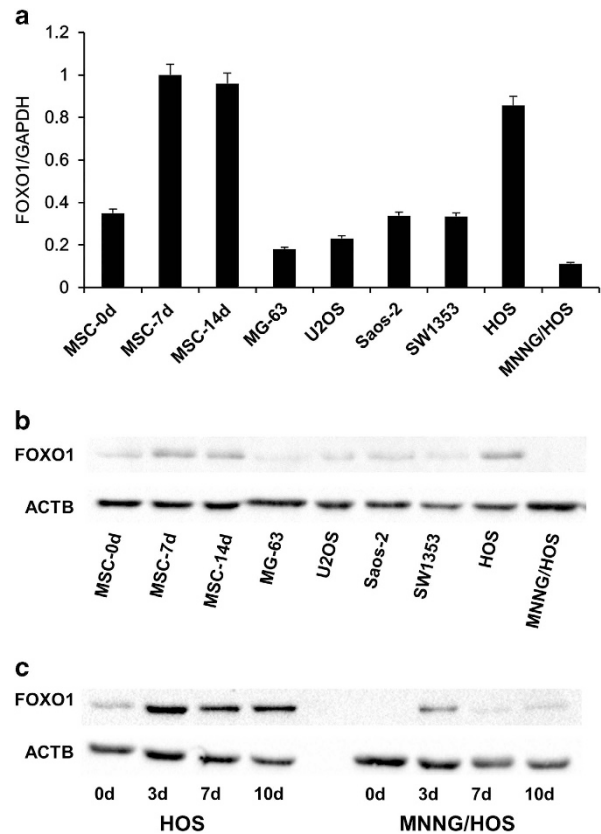 a
FOXO1/GAPDH
1.2
1
0.8
0.6
0.4
0.2
0
MSC-0d MSC-7d MSC-14d MG-63 U2OS Saos-2 SW1353 HOS MNNG/HOS
b
FOXO1
ACTB
MSC-0d MSC-7d MSC-14d MG-63 U2OS Saos-2 SW1353 HOS MNNG/HOS
c
FOXO1
ACTB
0d 3d 7d 10d 0d 3d 7d 10d
HOS MNNG/HOS